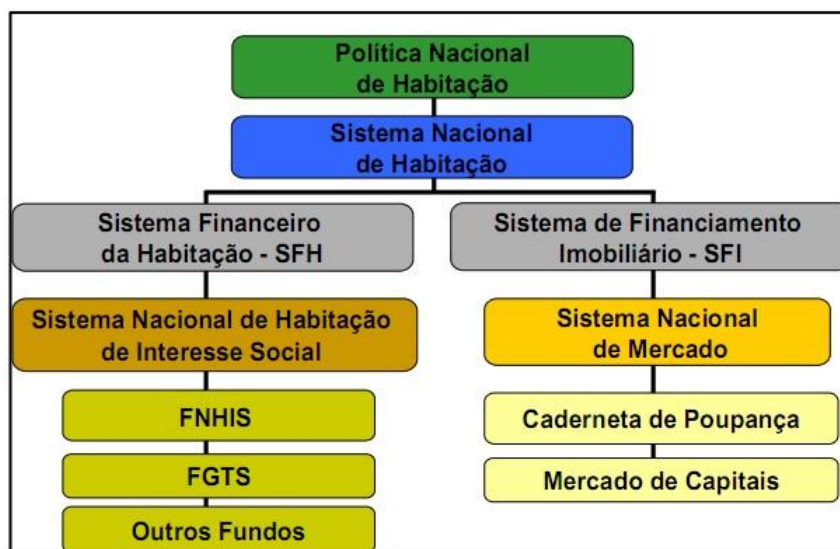 Política Nacional
de Habitação
Sistema Nacional
de Habitação
Sistema Financeiro
da Habitação - SFH
Sistema de Financiamento
Imobiliário - SFI
Sistema Nacional de Habitação
de Interesse Social
Sistema Nacional
de Mercado
FNHIS
Caderneta de Poupança
FGTS
Mercado de Capitais
Outros Fundos